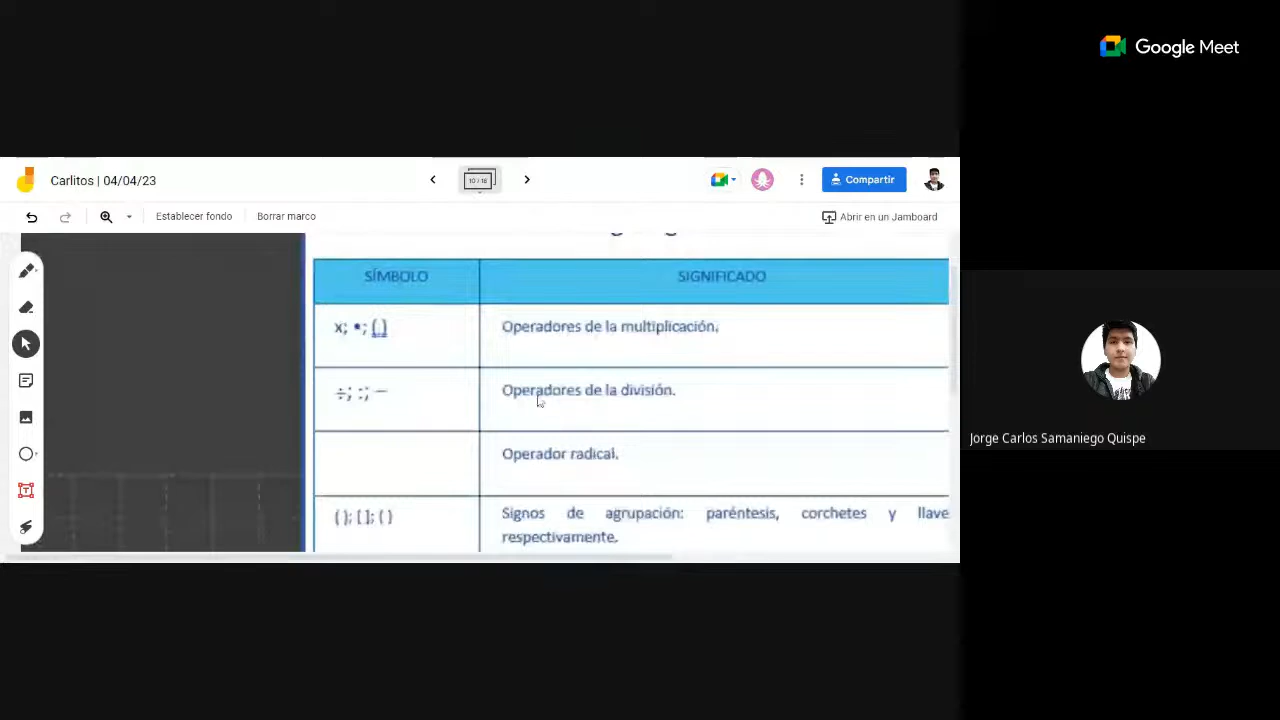 Google Meet
Carlitos | 04/04/23
10 / 18
Compartir
Establecer fondo
Borrar marco
Abrir en un Jamboard
SÍMBOLO
SIGNIFICADO
x; •; ( )
Operadores de la multiplicación.
÷; :; —
Operadores de la división.
Operador radical.
( ); [ ]; { }
Signos de agrupación: paréntesis, corchetes y llave
respectivamente.
Jorge Carlos Samaniego Quispe